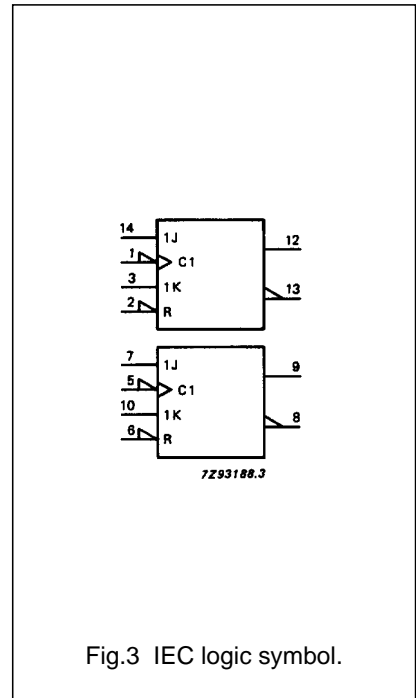 14 1J 12
1 C1
3 1K 13
2 R
7 1J 9
5 C1
10 1K 8
6 R
7Z93188.3
Fig.3 IEC logic symbol.